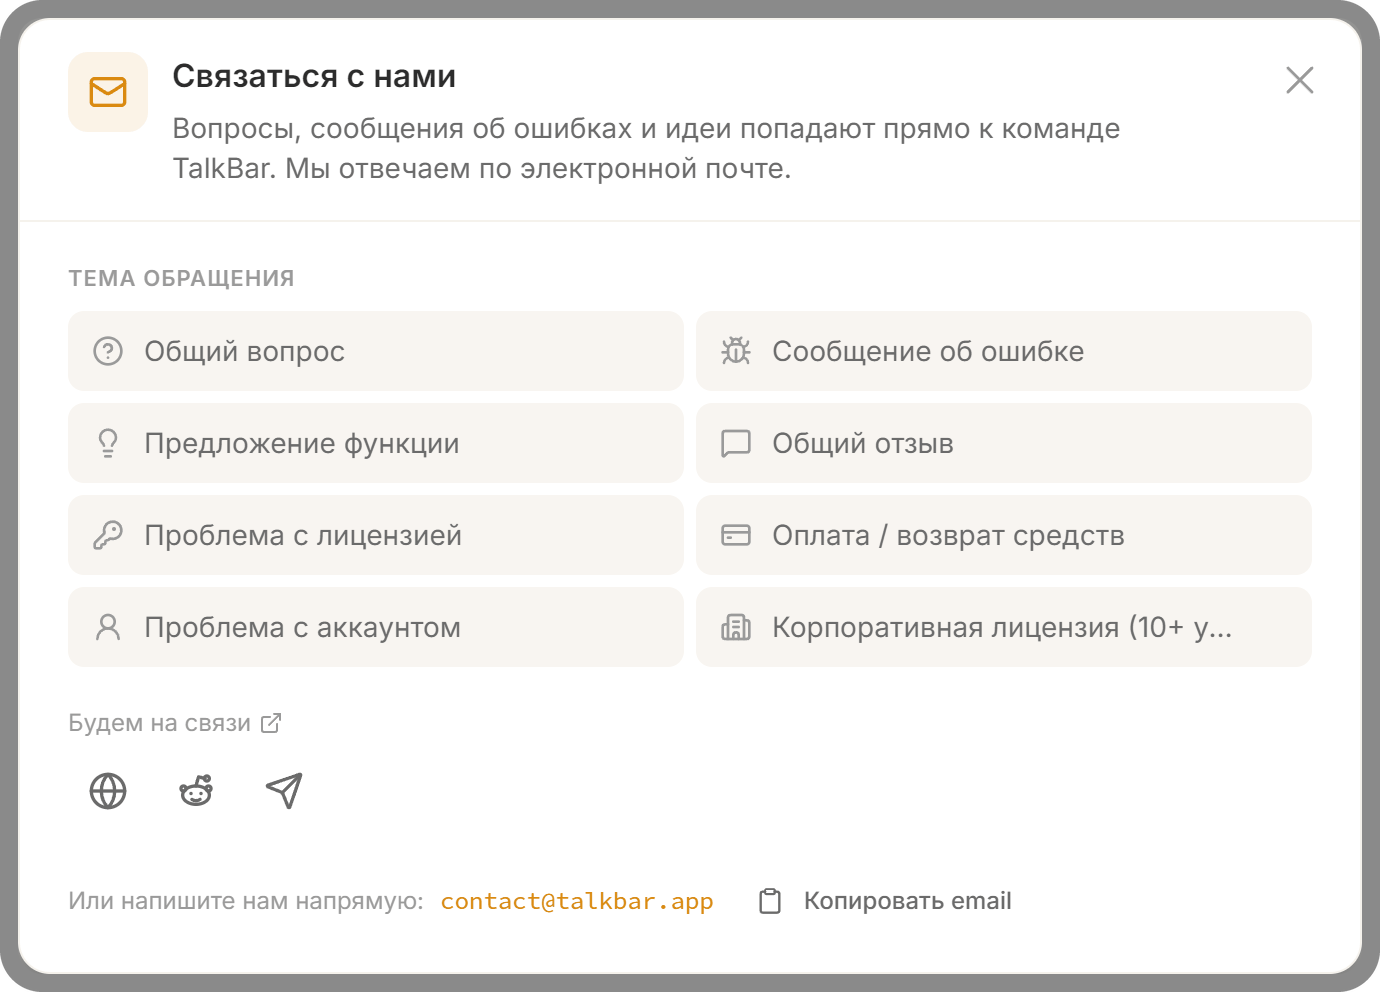 Связаться с нами
Вопросы, сообщения об ошибках и идеи попадают прямо к команде
TalkBar. Мы отвечаем по электронной почте.
ТЕМА ОБРАЩЕНИЯ
Общий вопрос
Сообщение об ошибке
Предложение функции
Общий отзыв
Проблема с лицензией
Оплата / возврат средств
Проблема с аккаунтом
Корпоративная лицензия (10+ у...
Будем на связи
Или напишите нам напрямую: contact@talkbar.app Копировать email